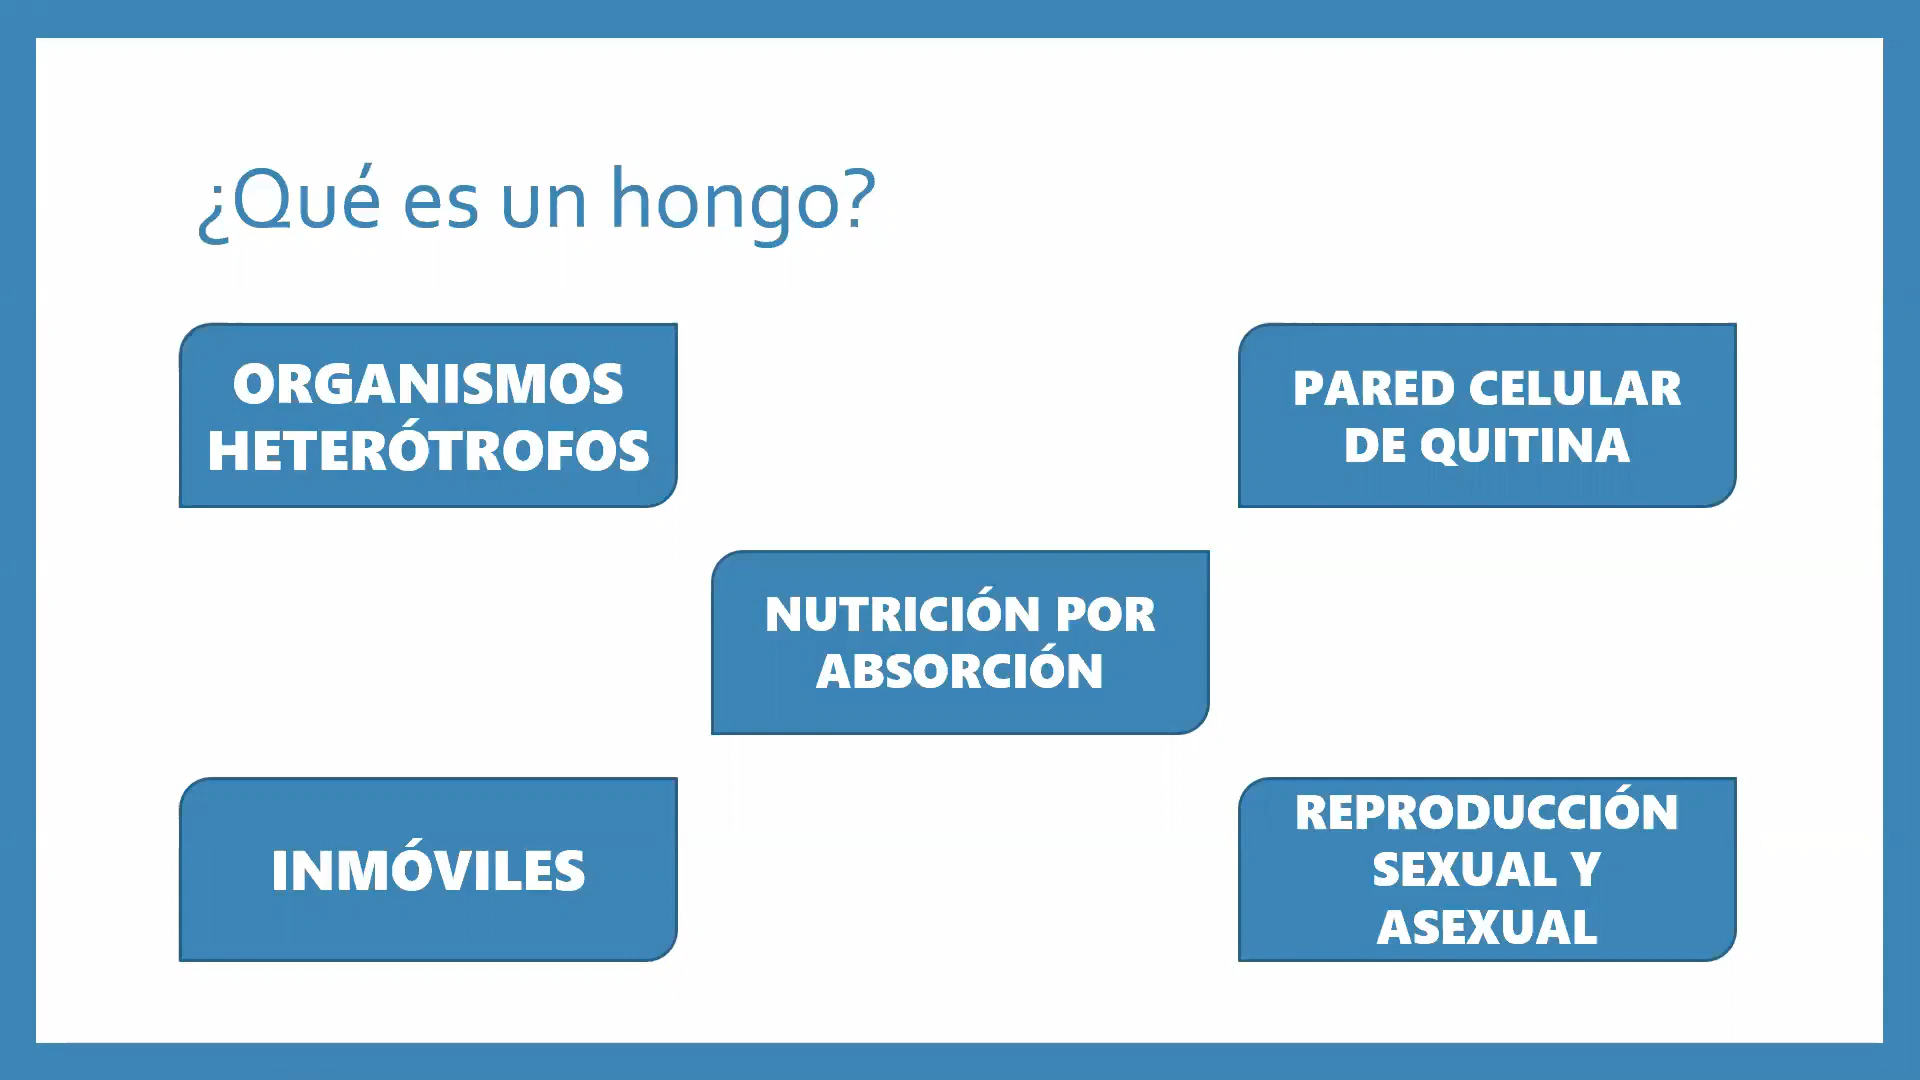 ¿Qué es un hongo?
ORGANISMOS
HETERÓTROFOS
PARED CELULAR
DE QUITINA
NUTRICIÓN POR
ABSORCIÓN
INMÓVILES
REPRODUCCIÓN
SEXUAL Y
ASEXUAL